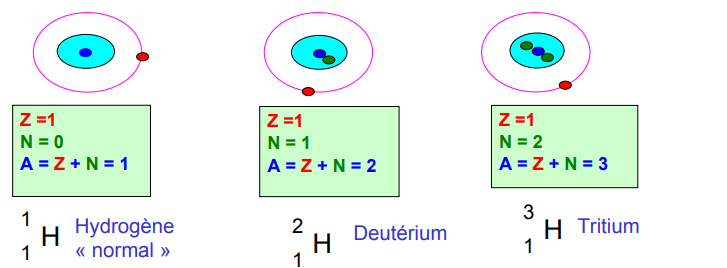 Z =1
N = 0
A = Z + N = 1
Z =1
N = 1
A = Z + N = 2
Z =1
N = 2
A = Z + N = 3
1
1 H Hydrogène
« normal »
2
1 H Deutérium
3
1 H Tritium